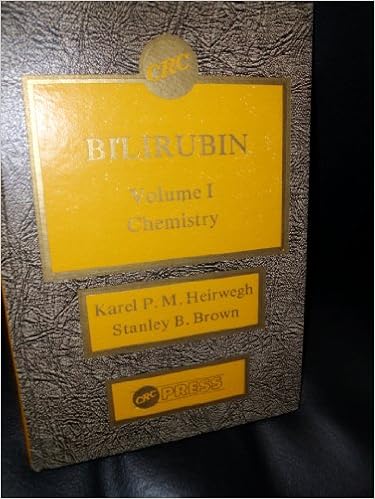 CRC
BILIRUBIN
Volume I
Chemistry
Karel P. M. Heirwegh
Stanley B. Brown
CRC PRESS